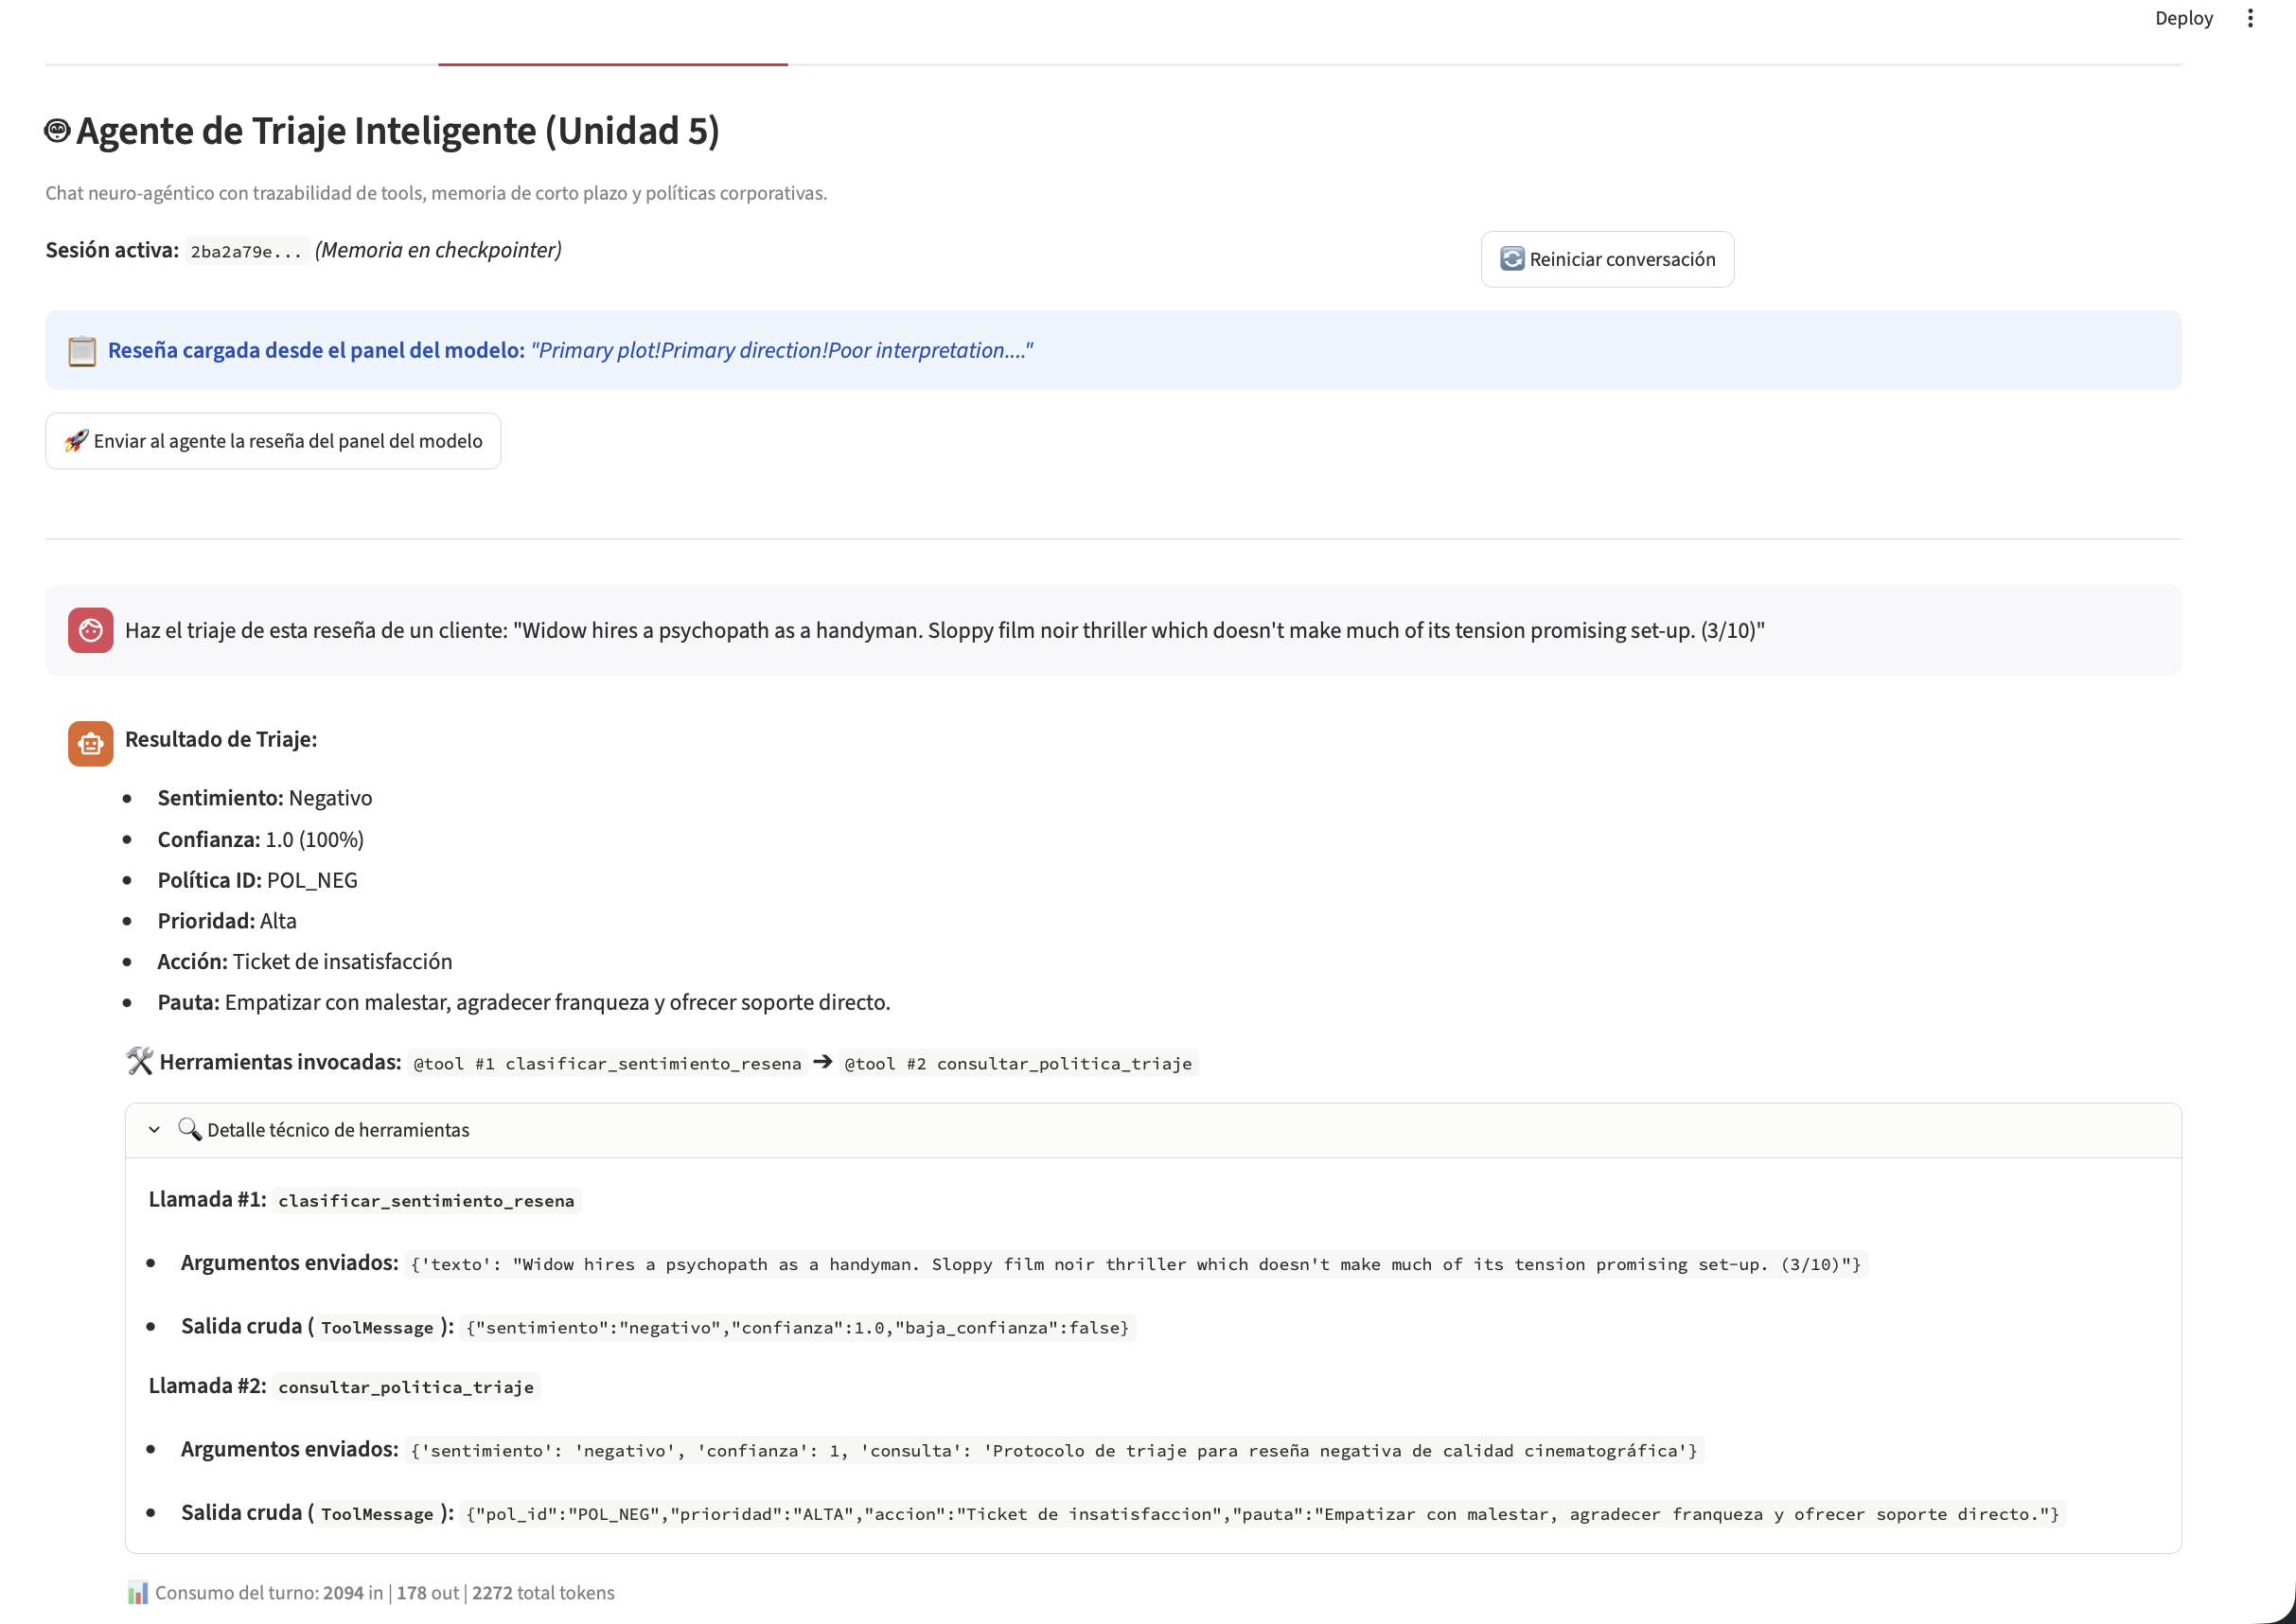 Deploy
Agente de Triaje Inteligente (Unidad 5)
Chat neuro-agéntico con trazabilidad de tools, memoria de corto plazo y políticas corporativas.
Sesión activa: 2ba2a79e... (Memoria en checkpointer)
Reiniciar conversación
Reseña cargada desde el panel del modelo: "Primary plot!Primary direction!Poor interpretation...."
Enviar al agente la reseña del panel del modelo
Haz el triaje de esta reseña de un cliente: "Widow hires a psychopath as a handyman. Sloppy film noir thriller which doesn't make much of its tension promising set-up. (3/10)"
Resultado de Triaje:
• Sentimiento: Negativo
• Confianza: 1.0 (100%)
• Política ID: POL_NEG
• Prioridad: Alta
• Acción: Ticket de insatisfacción
• Pauta: Empatizar con malestar, agradecer franqueza y ofrecer soporte directo.
Herramientas invocadas: @tool #1 clasificar_sentimiento_resena → @tool #2 consultar_politica_triaje
Detalle técnico de herramientas
Llamada #1: clasificar_sentimiento_resena
• Argumentos enviados: {'texto': "Widow hires a psychopath as a handyman. Sloppy film noir thriller which doesn't make much of its tension promising set-up. (3/10)"}
• Salida cruda ( ToolMessage ): {"sentimiento":"negativo","confianza":1.0,"baja_confianza":false}
Llamada #2: consultar_politica_triaje
• Argumentos enviados: {'sentimiento': 'negativo', 'confianza': 1, 'consulta': 'Protocolo de triaje para reseña negativa de calidad cinematográfica'}
• Salida cruda ( ToolMessage ): {"pol_id":"POL_NEG","prioridad":"ALTA","accion":"Ticket de insatisfaccion","pauta":"Empatizar con malestar, agradecer franqueza y ofrecer soporte directo."}
Consumo del turno: 2094 in | 178 out | 2272 total tokens